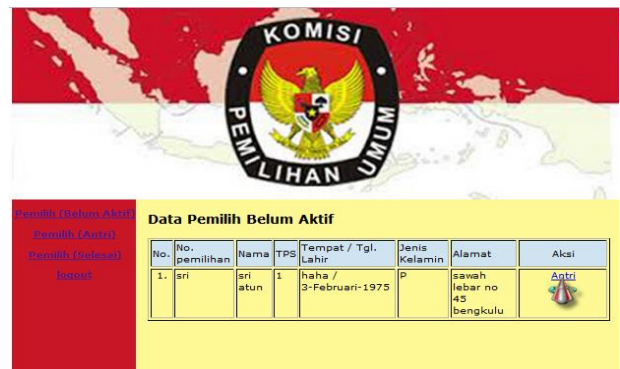 KOMISI
PEMILIHAN UMUM
Pemilih (Belum Aktif)
Pemilih (Antri)
Pemilih (Selesai)
logout
Data Pemilih Belum Aktif
No. No. pemilihan Nama TPS Tempat / Tgl. Lahir Jenis Kelamin Alamat Aksi
1. sri sri atun 1 haha / 3-Februari-1975 P sawah lebar no 45 bengkulu Antri